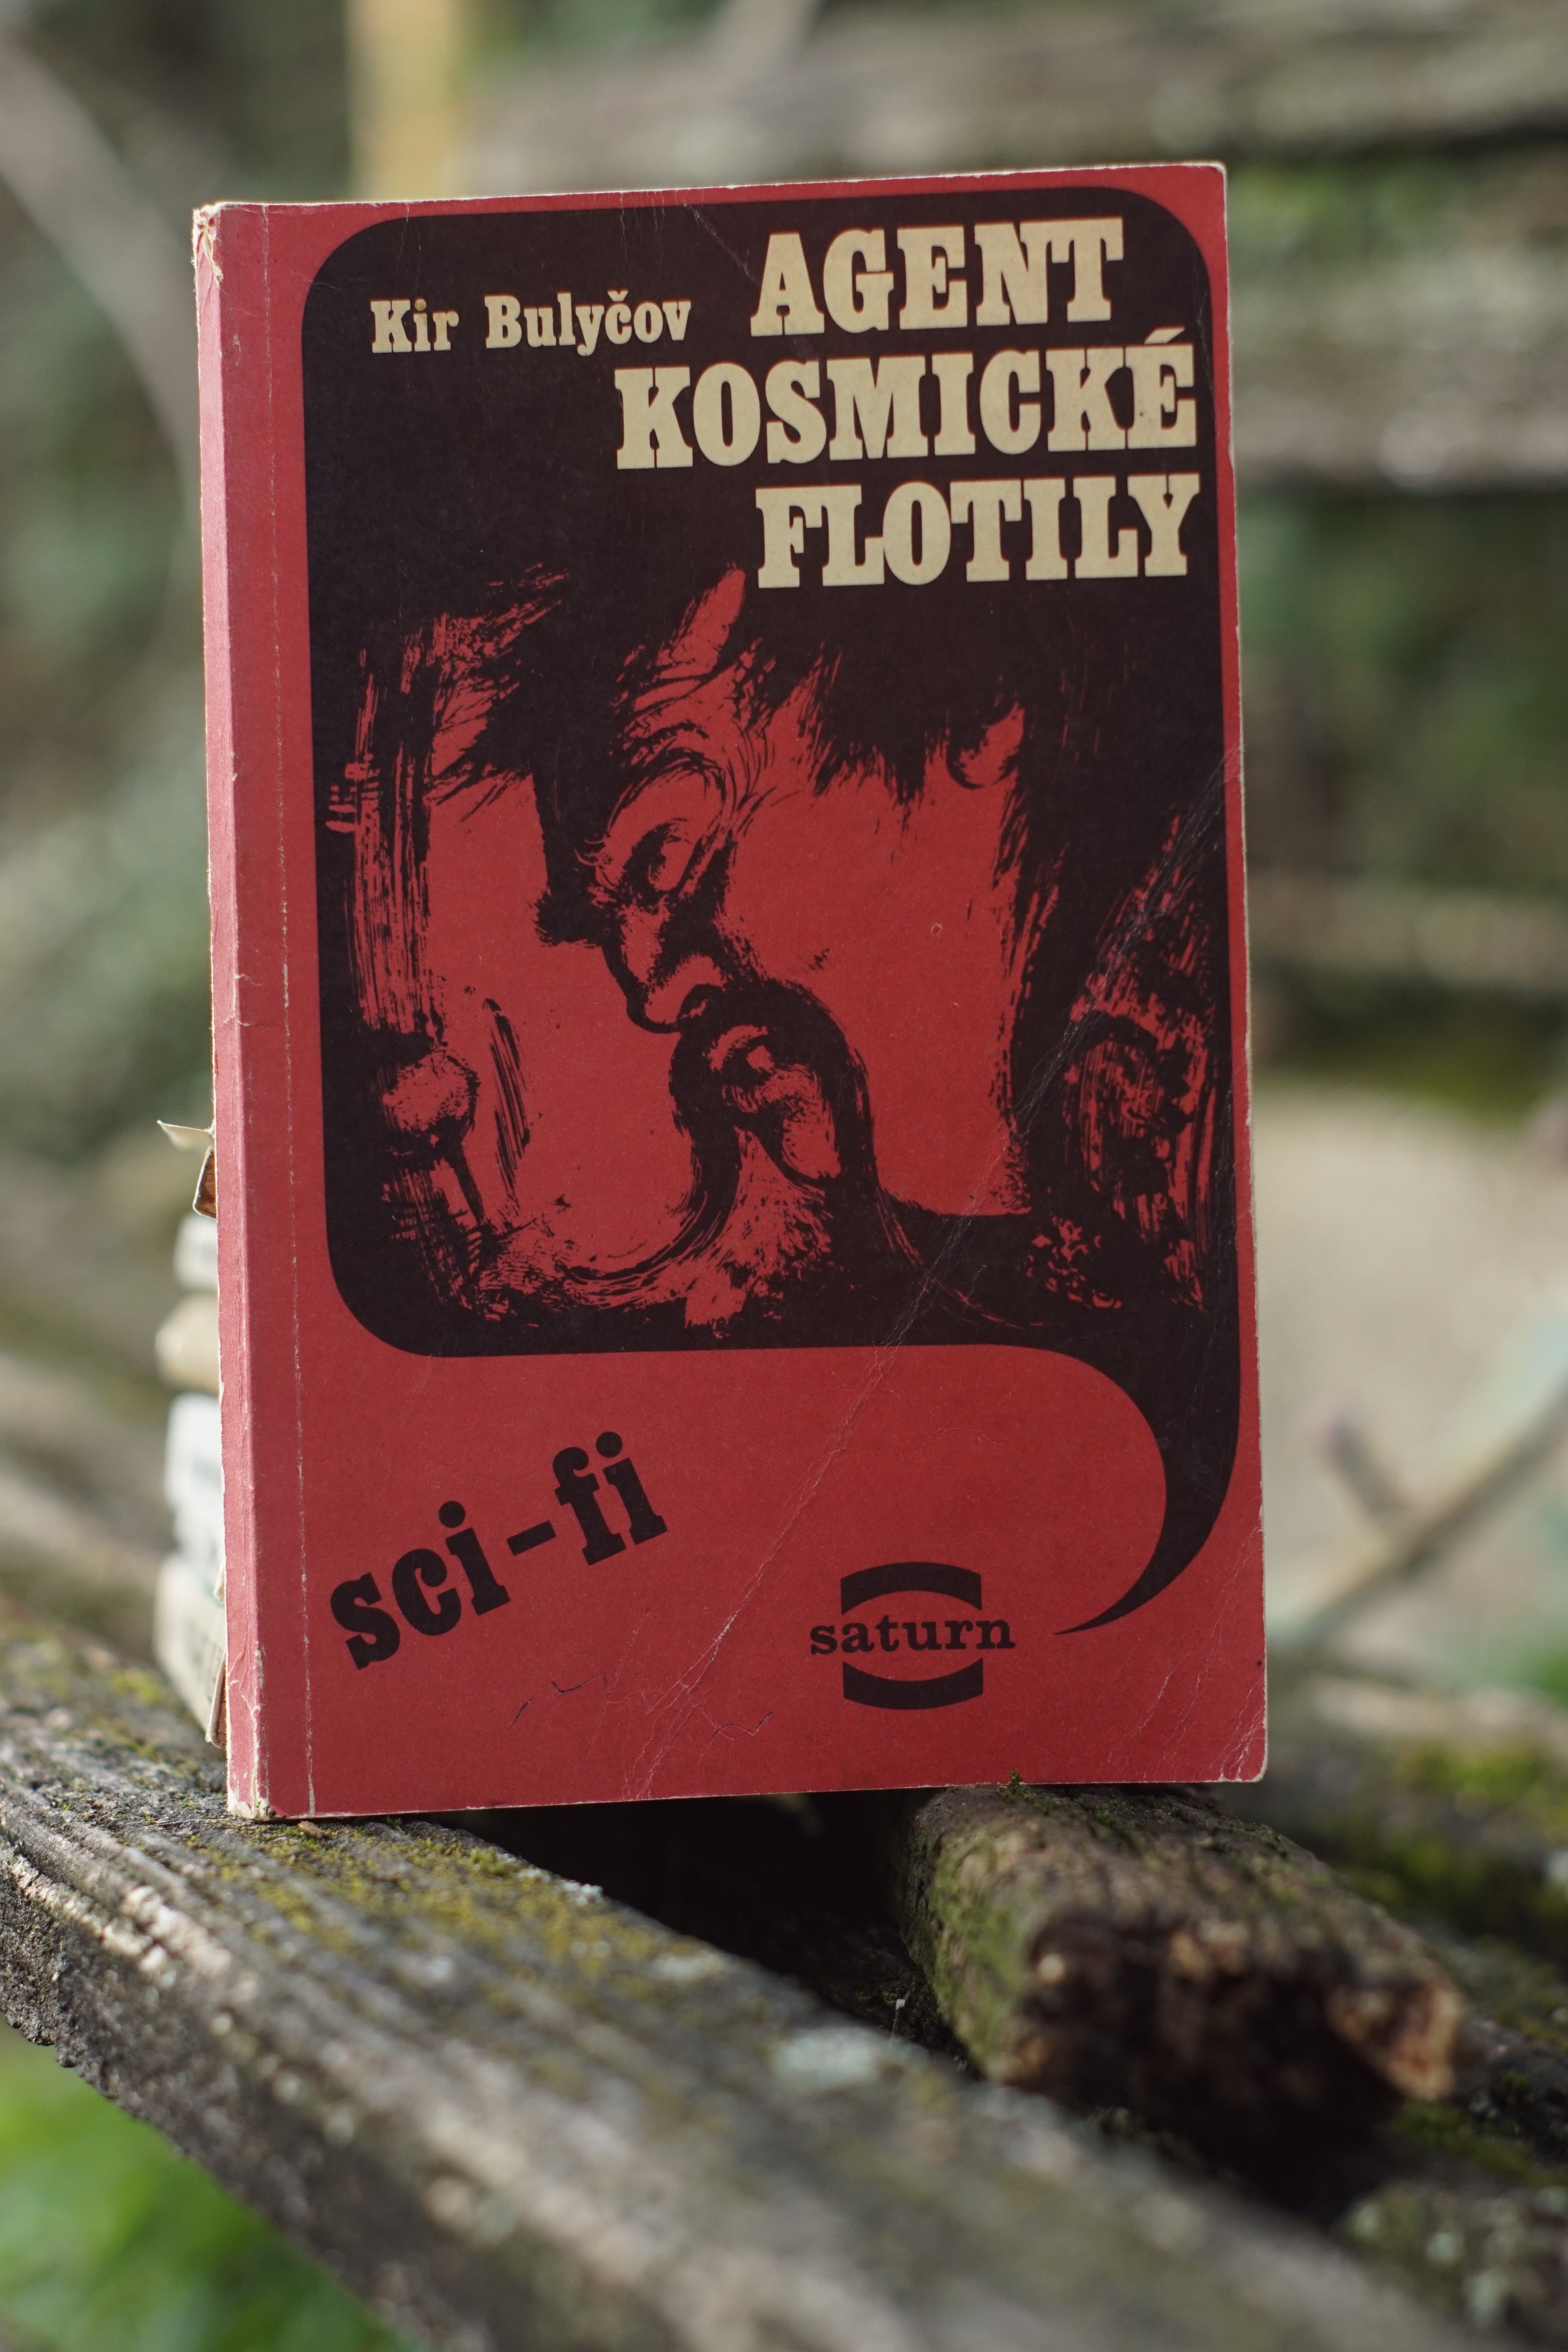 Kir Bulyčov
AGENT
KOSMICKÉ
FLOTILY
sci-fi
saturn